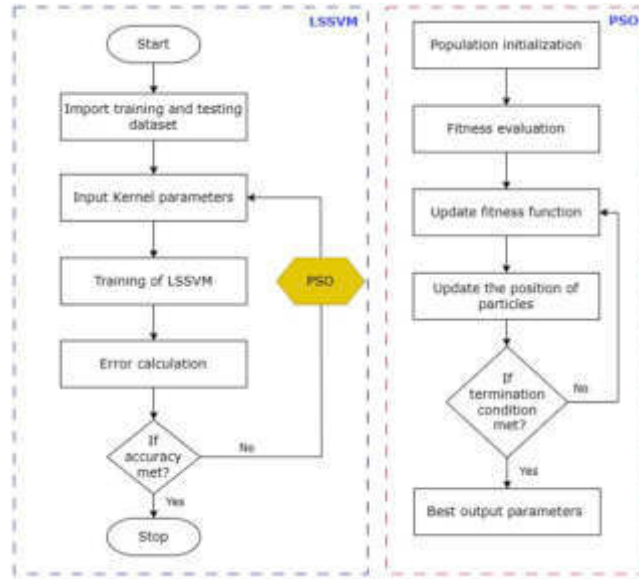 LSSVM
Start
Import training and testing
dataset
Input Kernel parameters
Training of LSSVM
PSO
Error calculation
If
accuracy
met?
No
Yes
Stop
PSO
Population initialization
Fitness evaluation
Update fitness function
Update the position of
particles
If
termination
condition
met?
No
Yes
Best output parameters